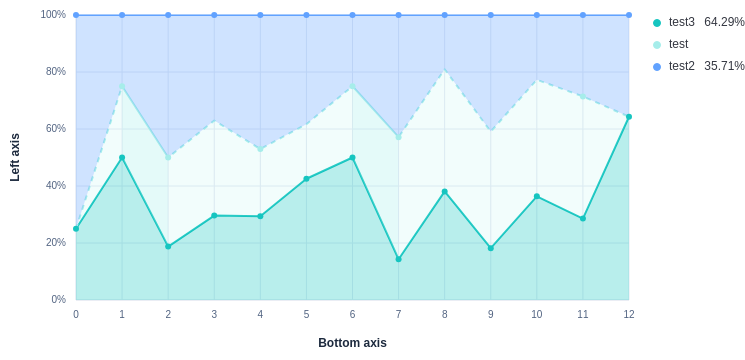 100%
80%
60%
40%
20%
0%
Left axis
0 1 2 3 4 5 6 7 8 9 10 11 12
Bottom axis
test3 64.29%
test
test2 35.71%